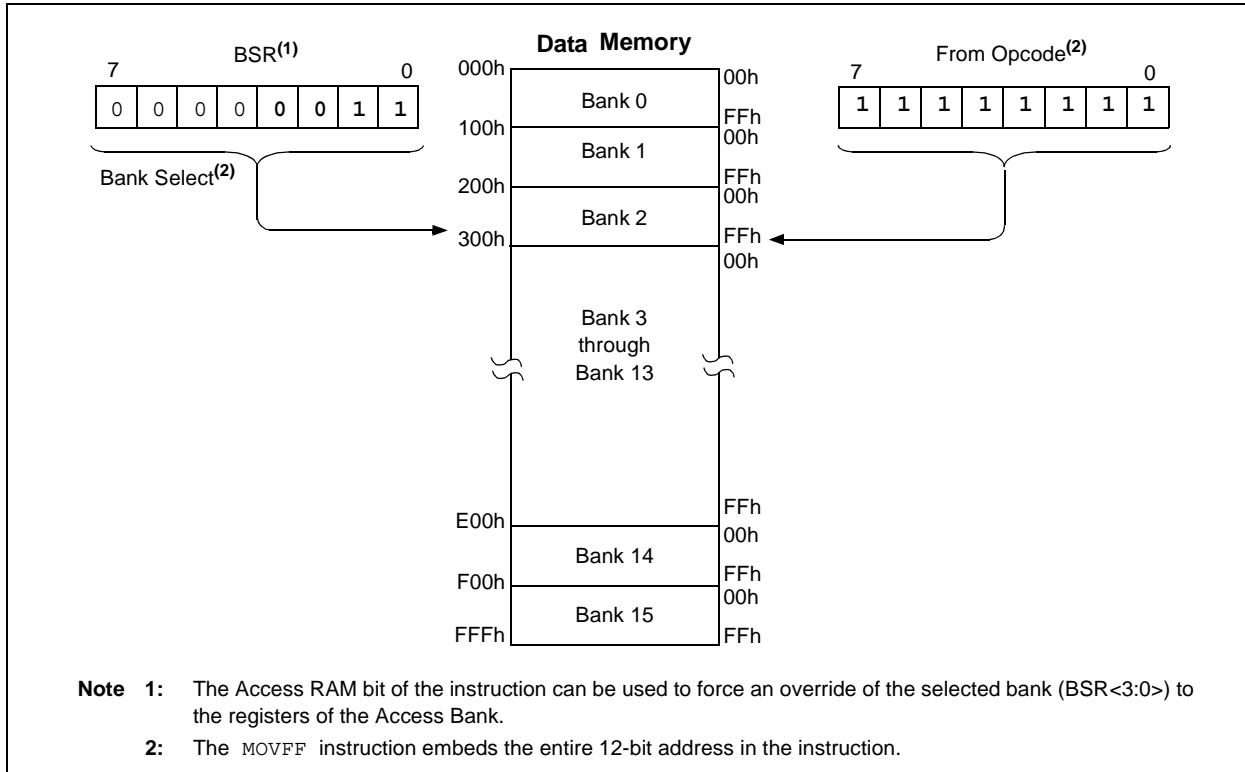 Data Memory
BSR(1)
7 0
0 0 0 0 0 0 1 1
Bank Select(2)
From Opcode(2)
7 0
1 1 1 1 1 1 1 1
000h 00h
Bank 0
FFh
100h 00h
Bank 1
FFh
200h 00h
Bank 2
300h FFh
00h
Bank 3
through
Bank 13
FFh
E00h 00h
Bank 14
FFh
F00h 00h
Bank 15
FFFh FFh
Note 1: The Access RAM bit of the instruction can be used to force an override of the selected bank (BSR<3:0>) to
the registers of the Access Bank.
2: The MOVFF instruction embeds the entire 12-bit address in the instruction.